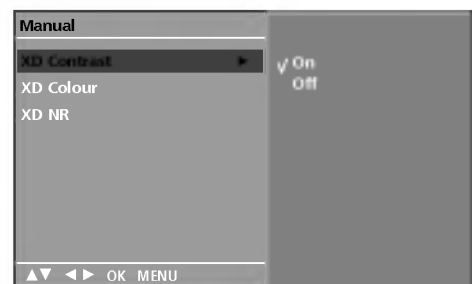 Manual
XD Contrast ►
XD Colour
XD NR
√ On
Off
▲▼ ◄► OK MENU